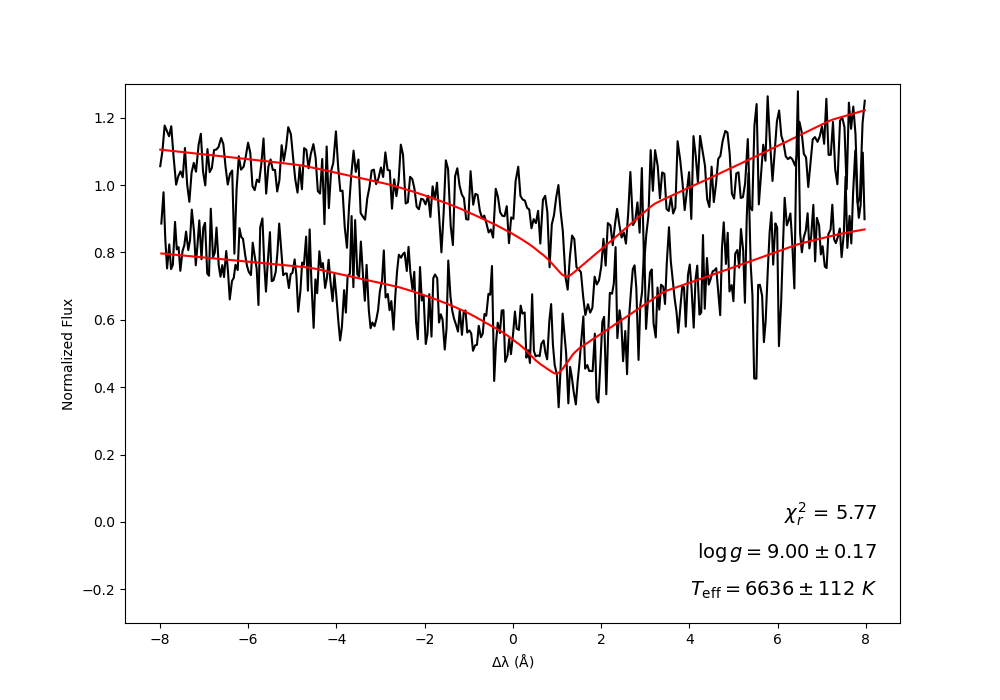 1.2
1.0
0.8
0.6
0.4
0.2
0.0
−0.2
Normalized Flux
χ²ᵣ = 5.77
log g = 9.00 ± 0.17
T_eff = 6636 ± 112 K
−8 −6 −4 −2 0 2 4 6 8
Δλ (Å)